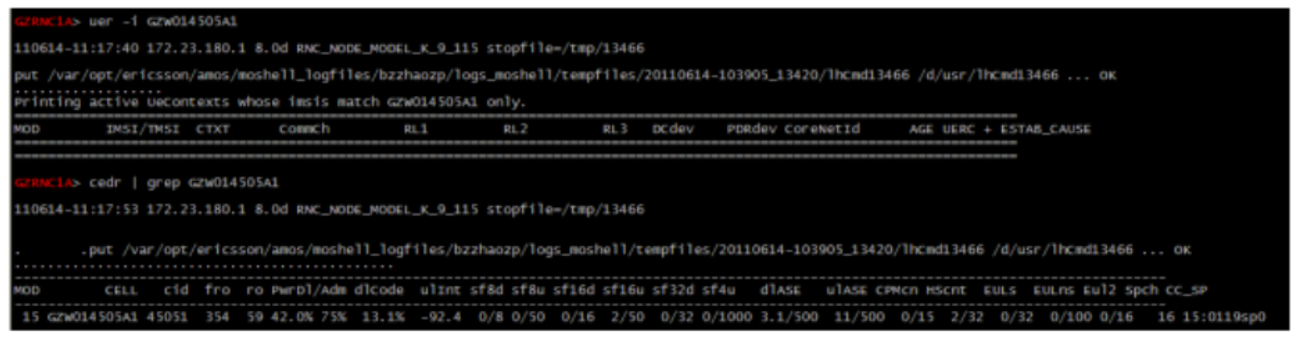 GZRNC1A> uer -i GZW014505A1
110614-11:17:40 172.23.180.1 8.0d RNC_NODE_MODEL_K_9_115 stopfile=/tmp/13466
put /var/opt/ericsson/amos/moshell_logfiles/bzzhaozp/logs_moshell/tempfiles/20110614-103905_13420/lhcmd13466 /d/usr/lhcmd13466 ... OK
..................
Printing active UeContexts whose imsis match GZW014505A1 only.
MOD IMSI/TMSI CTXT CommCh RL1 RL2 RL3 DCdev PDRdev CoreNetId AGE UERC + ESTAB_CAUSE
GZRNC1A> cedr | grep GZW014505A1
110614-11:17:53 172.23.180.1 8.0d RNC_NODE_MODEL_K_9_115 stopfile=/tmp/13466
. .put /var/opt/ericsson/amos/moshell_logfiles/bzzhaozp/logs_moshell/tempfiles/20110614-103905_13420/lhcmd13466 /d/usr/lhcmd13466 ... OK
..............................................
MOD CELL cid fro ro PwrDl/Adm dlCode ulInt sf8d sf8u sf16d sf16u sf32d sf4u dlASE ulASE CPMcn HScnt EULs EULns Eul2 Spch CC_SP
15 GZW014505A1 45051 354 59 42.0% 75% 13.1% -92.4 0/8 0/50 0/16 2/50 0/32 0/1000 3.1/500 11/500 0/15 2/32 0/32 0/100 0/16 16 15:0119sp0